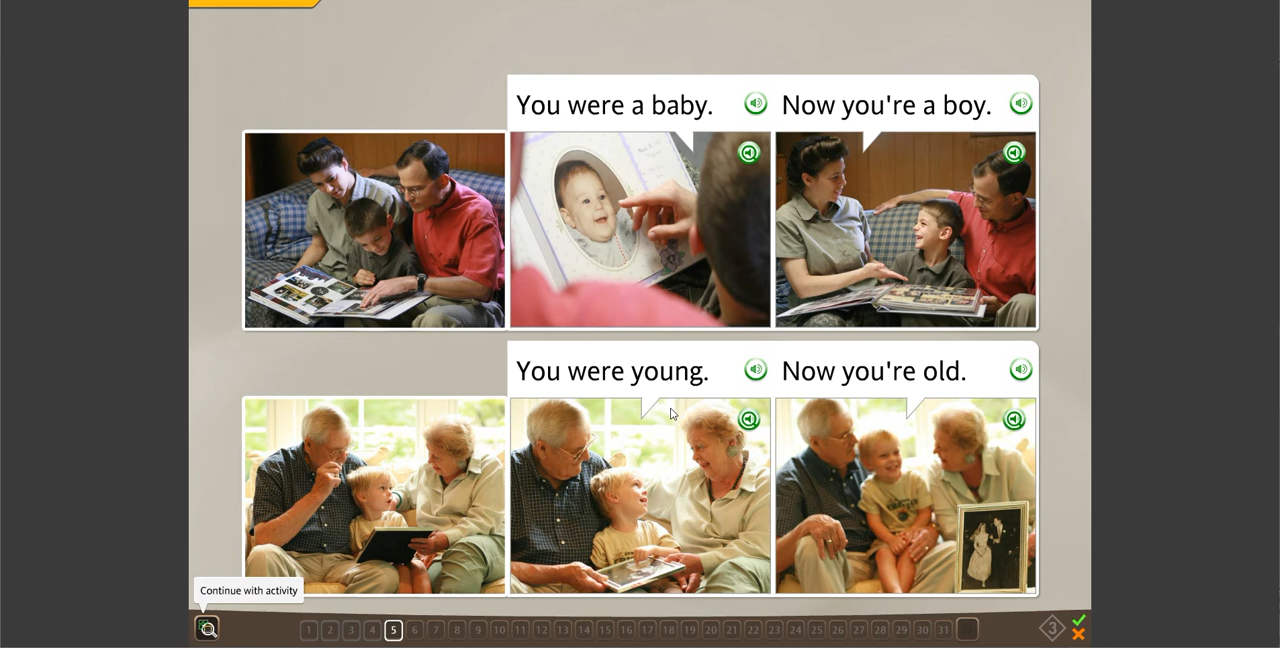 You were a baby.
Now you're a boy.
You were young.
Now you're old.
Continue with activity
1 2 3 4 5 6 7 8 9 10 11 12 13 14 15 16 17 18 19 20 21 22 23 24 25 26 27 28 29 30 31
3